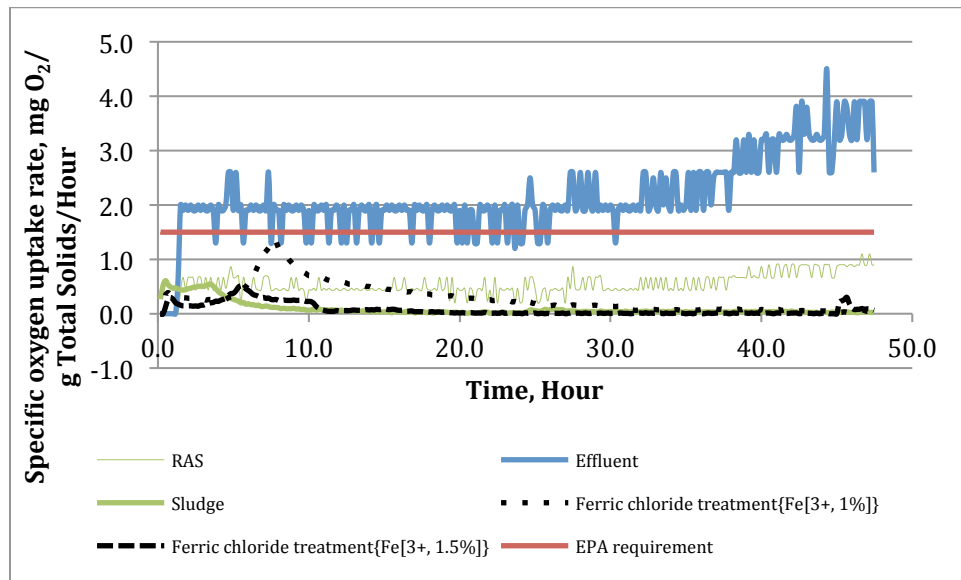 Specific oxygen uptake rate, mg O₂/
g Total Solids/Hour
5.0
4.0
3.0
2.0
1.0
0.0
-1.0
0.0
10.0
20.0
30.0
40.0
50.0
Time, Hour
RAS
Effluent
Sludge
Ferric chloride treatment{Fe[3+, 1%]}
Ferric chloride treatment{Fe[3+, 1.5%]}
EPA requirement